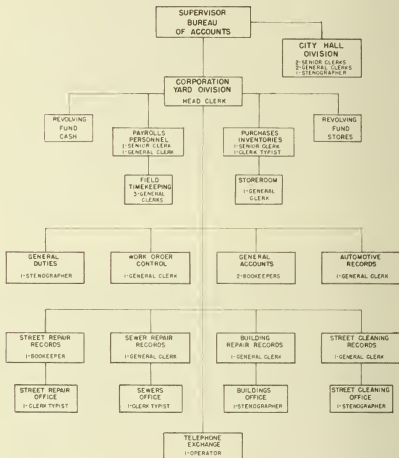 SUPERVISOR
BUREAU
OF ACCOUNTS
CITY HALL
DIVISION
2-SENIOR CLERKS
2-GENERAL CLERKS
1-STENOGRAPHER
CORPORATION
YARD DIVISION
HEAD CLERK
REVOLVING
FUND
CASH
PAYROLLS
PERSONNEL
1-SENIOR CLERK
1-GENERAL CLERK
PURCHASES
INVENTORIES
1-SENIOR CLERK
1-CLERK TYPIST
REVOLVING
FUND
STORES
FIELD
TIMEKEEPING
3-GENERAL
CLERKS
STOREROOM
1-GENERAL
CLERK
GENERAL
DUTIES
1-STENOGRAPHER
WORK ORDER
CONTROL
1-GENERAL CLERK
GENERAL
ACCOUNTS
2-BOOKEEPERS
AUTOMOTIVE
RECORDS
1-GENERAL CLERK
STREET REPAIR
RECORDS
1-BOOKEEPER
SEWER REPAIR
RECORDS
1-GENERAL CLERK
BUILDING
REPAIR RECORDS
1-GENERAL CLERK
STREET CLEANING
RECORDS
1-GENERAL CLERK
STREET REPAIR
OFFICE
1-CLERK TYPIST
SEWERS
OFFICE
1-CLERK TYPIST
BUILDINGS
OFFICE
1-STENOGRAPHER
STREET CLEANING
OFFICE
1-STENOGRAPHER
TELEPHONE
EXCHANGE
1-OPERATOR